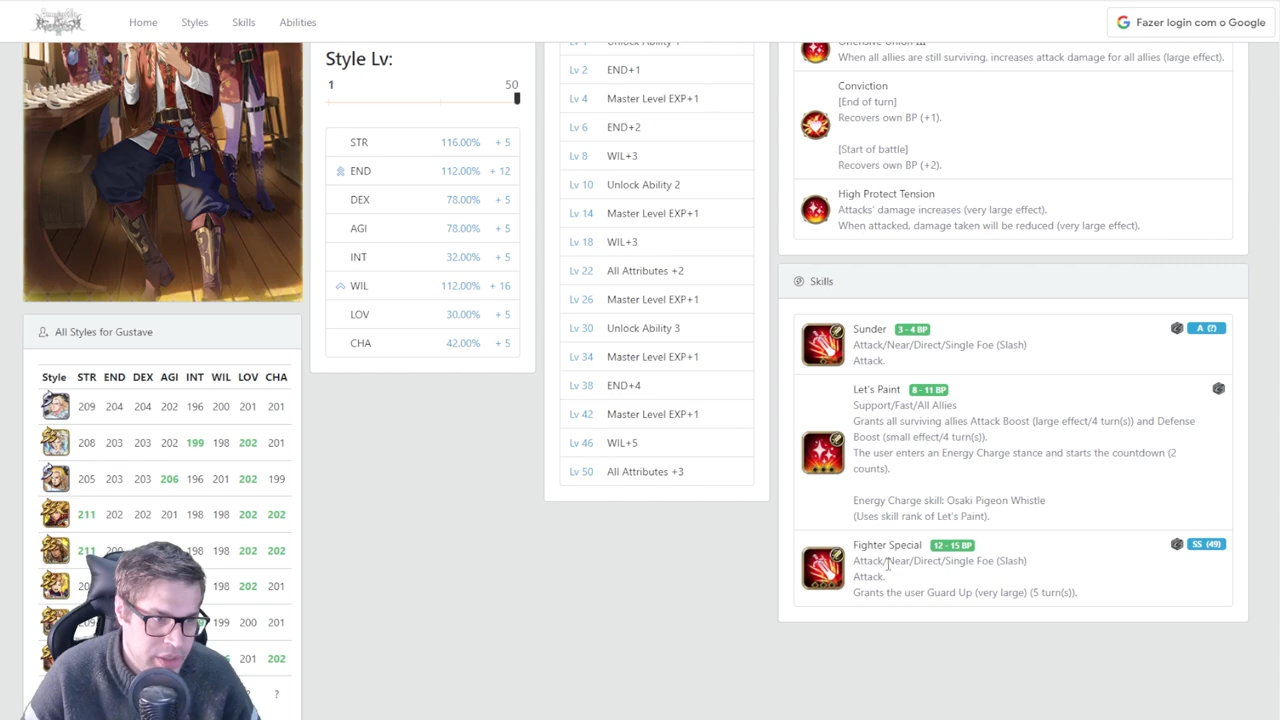 Home Styles Skills Abilities
Fazer login com o Google
Style Lv:
1 50
STR 116.00% + 5
END 112.00% + 12
DEX 78.00% + 5
AGI 78.00% + 5
INT 32.00% + 5
WIL 112.00% + 16
LOV 30.00% + 5
CHA 42.00% + 5
All Styles for Gustave
Style STR END DEX AGI INT WIL LOV CHA
209 204 204 202 196 200 201 201
208 203 203 202 199 198 202 201
205 203 203 206 196 201 202 199
211 202 202 201 198 198 202 202
211 198 198 202 202
198 202 201
199 200 201
201 202
?
Lv 1 Unlock Ability 1
Lv 2 END+1
Lv 4 Master Level EXP+1
Lv 6 END+2
Lv 8 WIL+3
Lv 10 Unlock Ability 2
Lv 14 Master Level EXP+1
Lv 18 WIL+3
Lv 22 All Attributes +2
Lv 26 Master Level EXP+1
Lv 30 Unlock Ability 3
Lv 34 Master Level EXP+1
Lv 38 END+4
Lv 42 Master Level EXP+1
Lv 46 WIL+5
Lv 50 All Attributes +3
Offensive Union III
When all allies are still surviving, increases attack damage for all allies (large effect).
Conviction
[End of turn]
Recovers own BP (+1).
[Start of battle]
Recovers own BP (+2).
High Protect Tension
Attacks' damage increases (very large effect).
When attacked, damage taken will be reduced (very large effect).
Skills
Sunder 3 - 4 BP A (?)
Attack/Near/Direct/Single Foe (Slash)
Attack.
Let's Paint 8 - 11 BP
Support/Fast/All Allies
Grants all surviving allies Attack Boost (large effect/4 turn(s)) and Defense
Boost (small effect/4 turn(s)).
The user enters an Energy Charge stance and starts the countdown (2
counts).
Energy Charge skill: Osaki Pigeon Whistle
(Uses skill rank of Let's Paint).
Fighter Special 12 - 15 BP SS (49)
Attack/Near/Direct/Single Foe (Slash)
Attack.
Grants the user Guard Up (very large) (5 turn(s)).